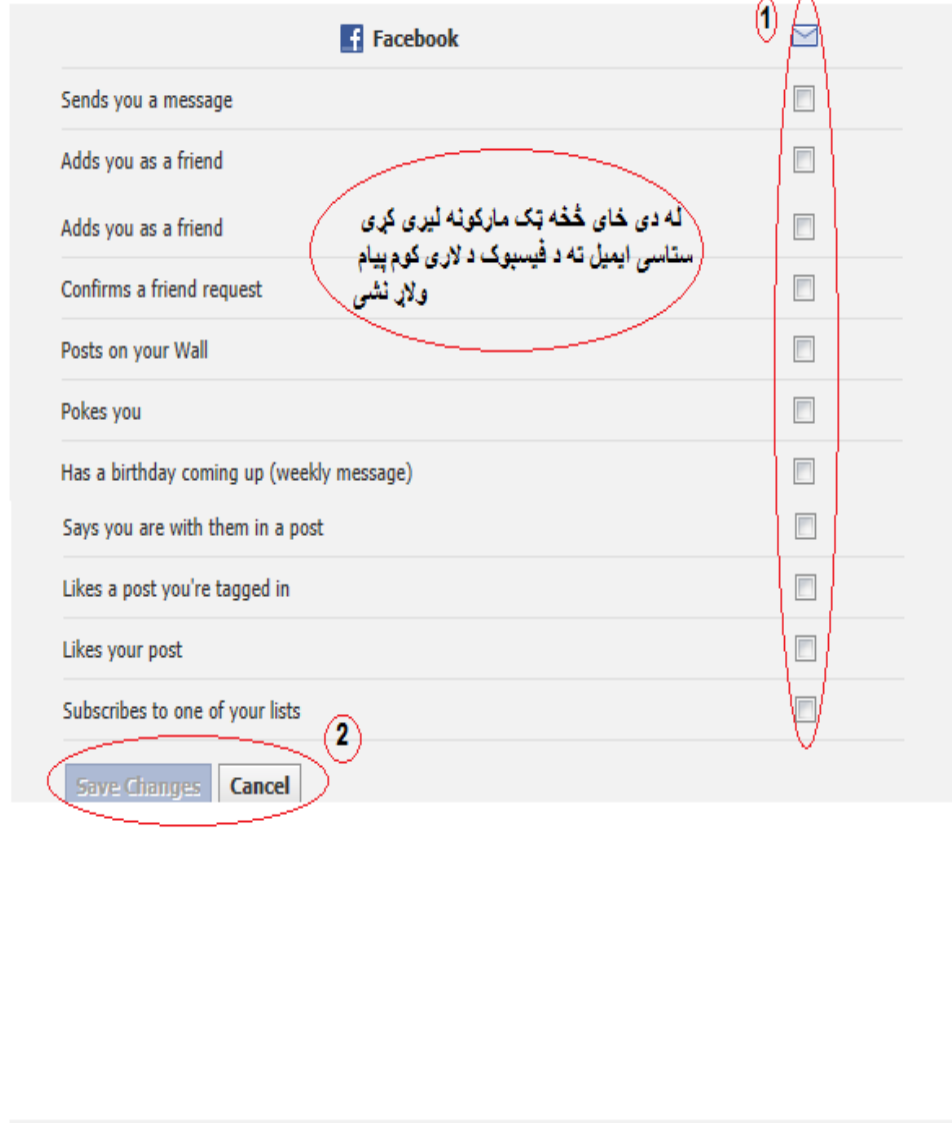 Facebook
1
Sends you a message
Adds you as a friend
Adds you as a friend
Confirms a friend request
Posts on your Wall
Pokes you
Has a birthday coming up (weekly message)
Says you are with them in a post
Likes a post you're tagged in
Likes your post
Subscribes to one of your lists
له دی خای څخه ټک مارکونه لیری کړی
ستاسی ایمیل ته د فیسبوک د لاری کوم پیام
ولاړ نشی
2
Save Changes Cancel